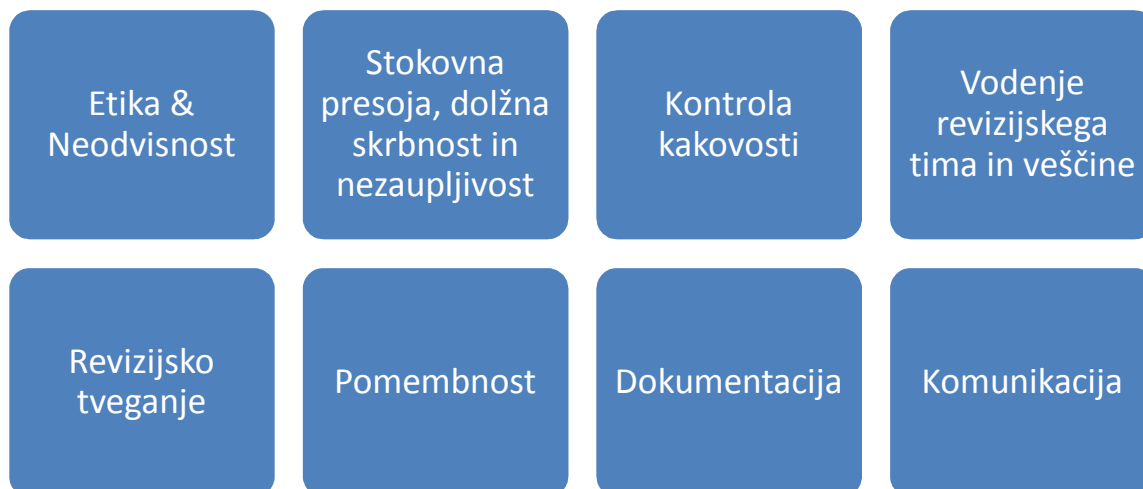 Etika &
Neodvisnost
Stokovna
presoja, dolžna
skrbnost in
nezaupljivost
Kontrola
kakovosti
Vodenje
revizijskega
tima in veščine
Revizijsko
tveganje
Pomembnost
Dokumentacija
Komunikacija